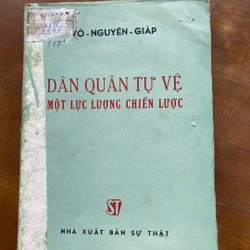 VÕ - NGUYÊN - GIÁP
DÂN QUÂN TỰ VỆ
MỘT LỰC LƯỢNG CHIẾN LƯỢC
ST
NHÀ XUẤT BẢN SỰ THẬT